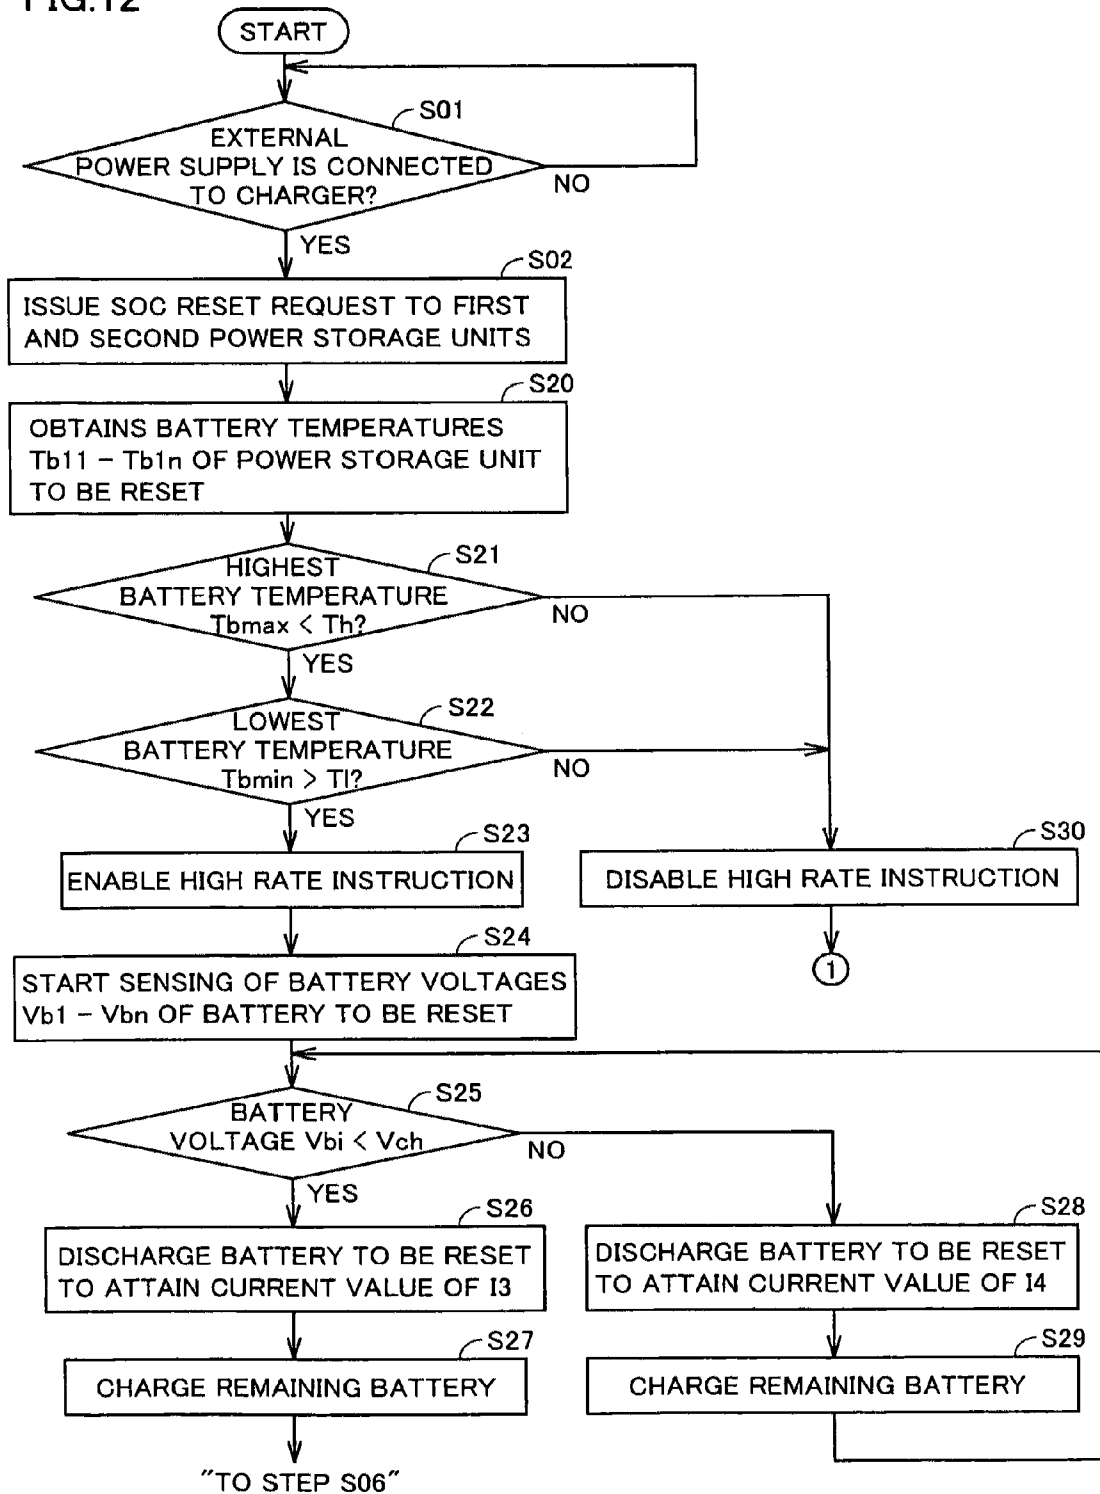 FIG.12
START
S01
EXTERNAL
POWER SUPPLY IS CONNECTED
TO CHARGER?
NO
YES
S02
ISSUE SOC RESET REQUEST TO FIRST
AND SECOND POWER STORAGE UNITS
S20
OBTAINS BATTERY TEMPERATURES
Tb11 - Tb1n OF POWER STORAGE UNIT
TO BE RESET
S21
HIGHEST
BATTERY TEMPERATURE
Tbmax < Th?
NO
YES
S22
LOWEST
BATTERY TEMPERATURE
Tbmin > Tl?
NO
YES
S23
ENABLE HIGH RATE INSTRUCTION
S30
DISABLE HIGH RATE INSTRUCTION
1
S24
START SENSING OF BATTERY VOLTAGES
Vb1 - Vbn OF BATTERY TO BE RESET
S25
BATTERY
VOLTAGE Vbi < Vch
NO
YES
S26
DISCHARGE BATTERY TO BE RESET
TO ATTAIN CURRENT VALUE OF I3
S28
DISCHARGE BATTERY TO BE RESET
TO ATTAIN CURRENT VALUE OF I4
S27
CHARGE REMAINING BATTERY
S29
CHARGE REMAINING BATTERY
"TO STEP S06"